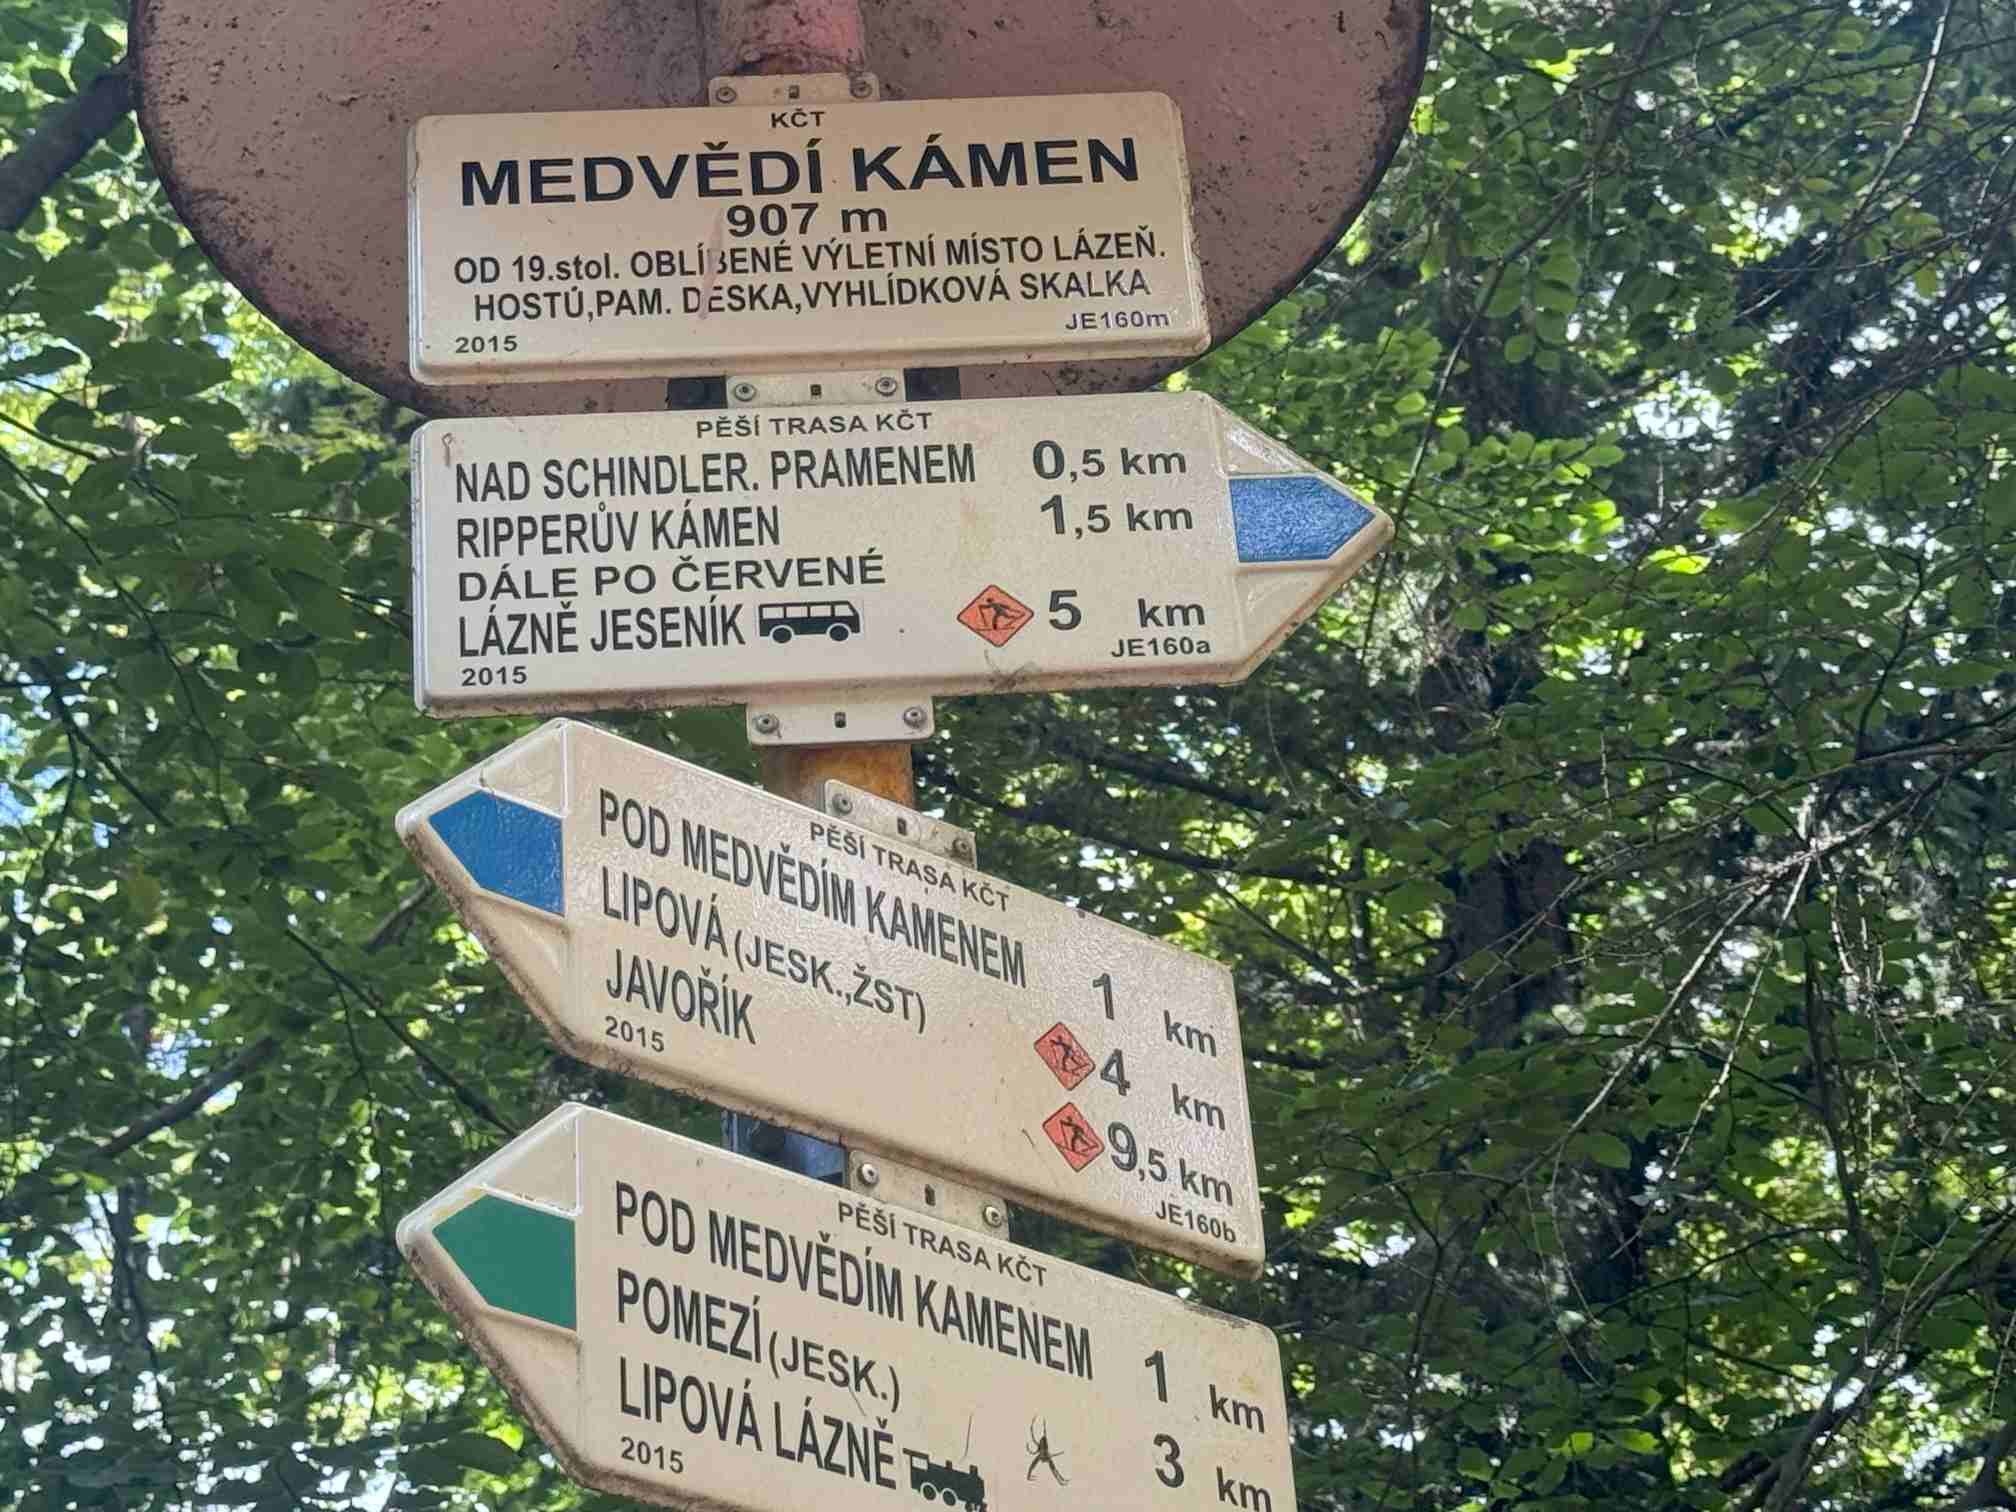 KČT
MEDVĚDÍ KÁMEN
907 m
OD 19.stol. OBLÍBENÉ VÝLETNÍ MÍSTO LÁZEŇ.
HOSTŮ,PAM. DESKA,VYHLÍDKOVÁ SKALKA
2015 JE160m
PĚŠÍ TRASA KČT
NAD SCHINDLER. PRAMENEM 0,5 km
RIPPERŮV KÁMEN 1,5 km
DÁLE PO ČERVENÉ
LÁZNĚ JESENÍK 5 km
2015 JE160a
PĚŠÍ TRASA KČT
POD MEDVĚDÍM KAMENEM 1 km
LIPOVÁ (JESK.,ŽST) 4 km
JAVOŘÍK 9,5 km
2015 JE160b
PĚŠÍ TRASA KČT
POD MEDVĚDÍM KAMENEM 1 km
POMEZÍ (JESK.) 3 km
LIPOVÁ LÁZNĚ
2015